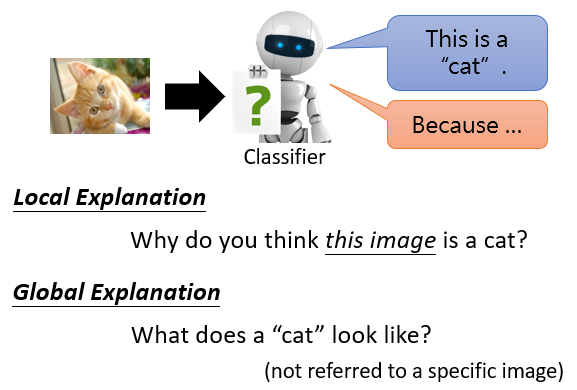 This is a
“cat” .
?
Because ...
Classifier
Local Explanation
Why do you think this image is a cat?
Global Explanation
What does a “cat” look like?
(not referred to a specific image)